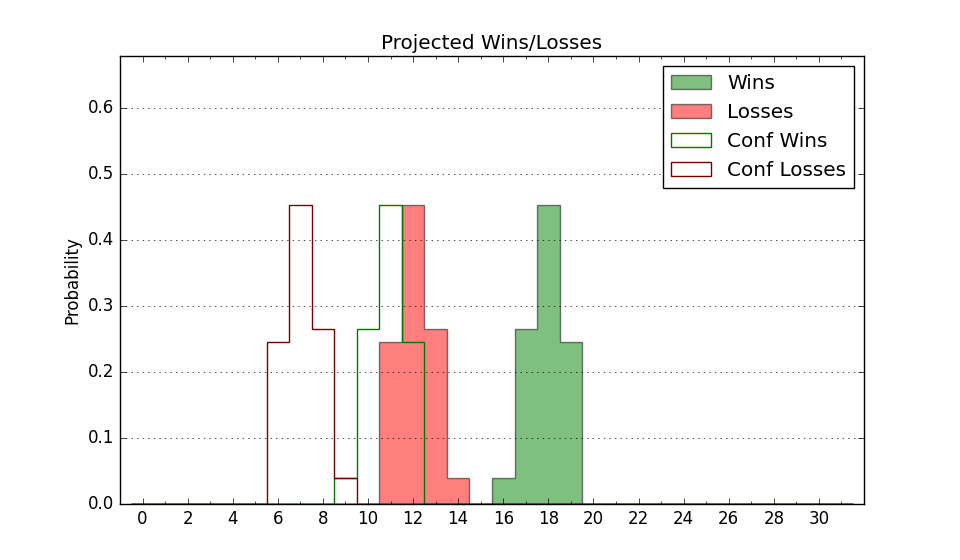 Projected Wins/Losses
Wins
Losses
Conf Wins
Conf Losses
Probability
0.6
0.5
0.4
0.3
0.2
0.1
0.0
0 2 4 6 8 10 12 14 16 18 20 22 24 26 28 30